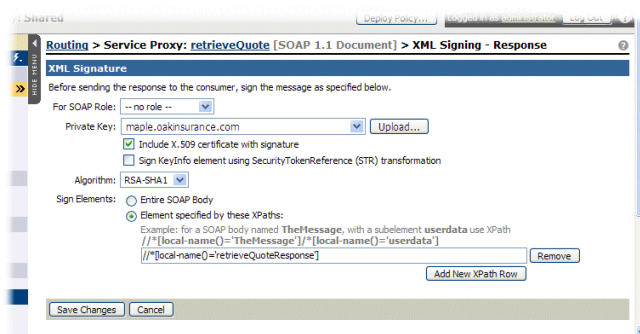 Shared
Deploy Policy... Logged in as administrator Log Out ?
HIDE MENU
Routing > Service Proxy: retrieveQuote [SOAP 1.1 Document] > XML Signing - Response
XML Signature
Before sending the response to the consumer, sign the message as specified below.
For SOAP Role: -- no role --
Private Key: maple.oakinsurance.com Upload...
Include X.509 certificate with signature
Sign KeyInfo element using SecurityTokenReference (STR) transformation
Algorithm: RSA-SHA1
Sign Elements: Entire SOAP Body
Element specified by these XPaths:
Example: for a SOAP body named TheMessage, with a subelement userdata use XPath
//*[local-name()='TheMessage']/*[local-name()='userdata']
//*[local-name()='retrieveQuoteResponse'] Remove
Add New XPath Row
Save Changes Cancel